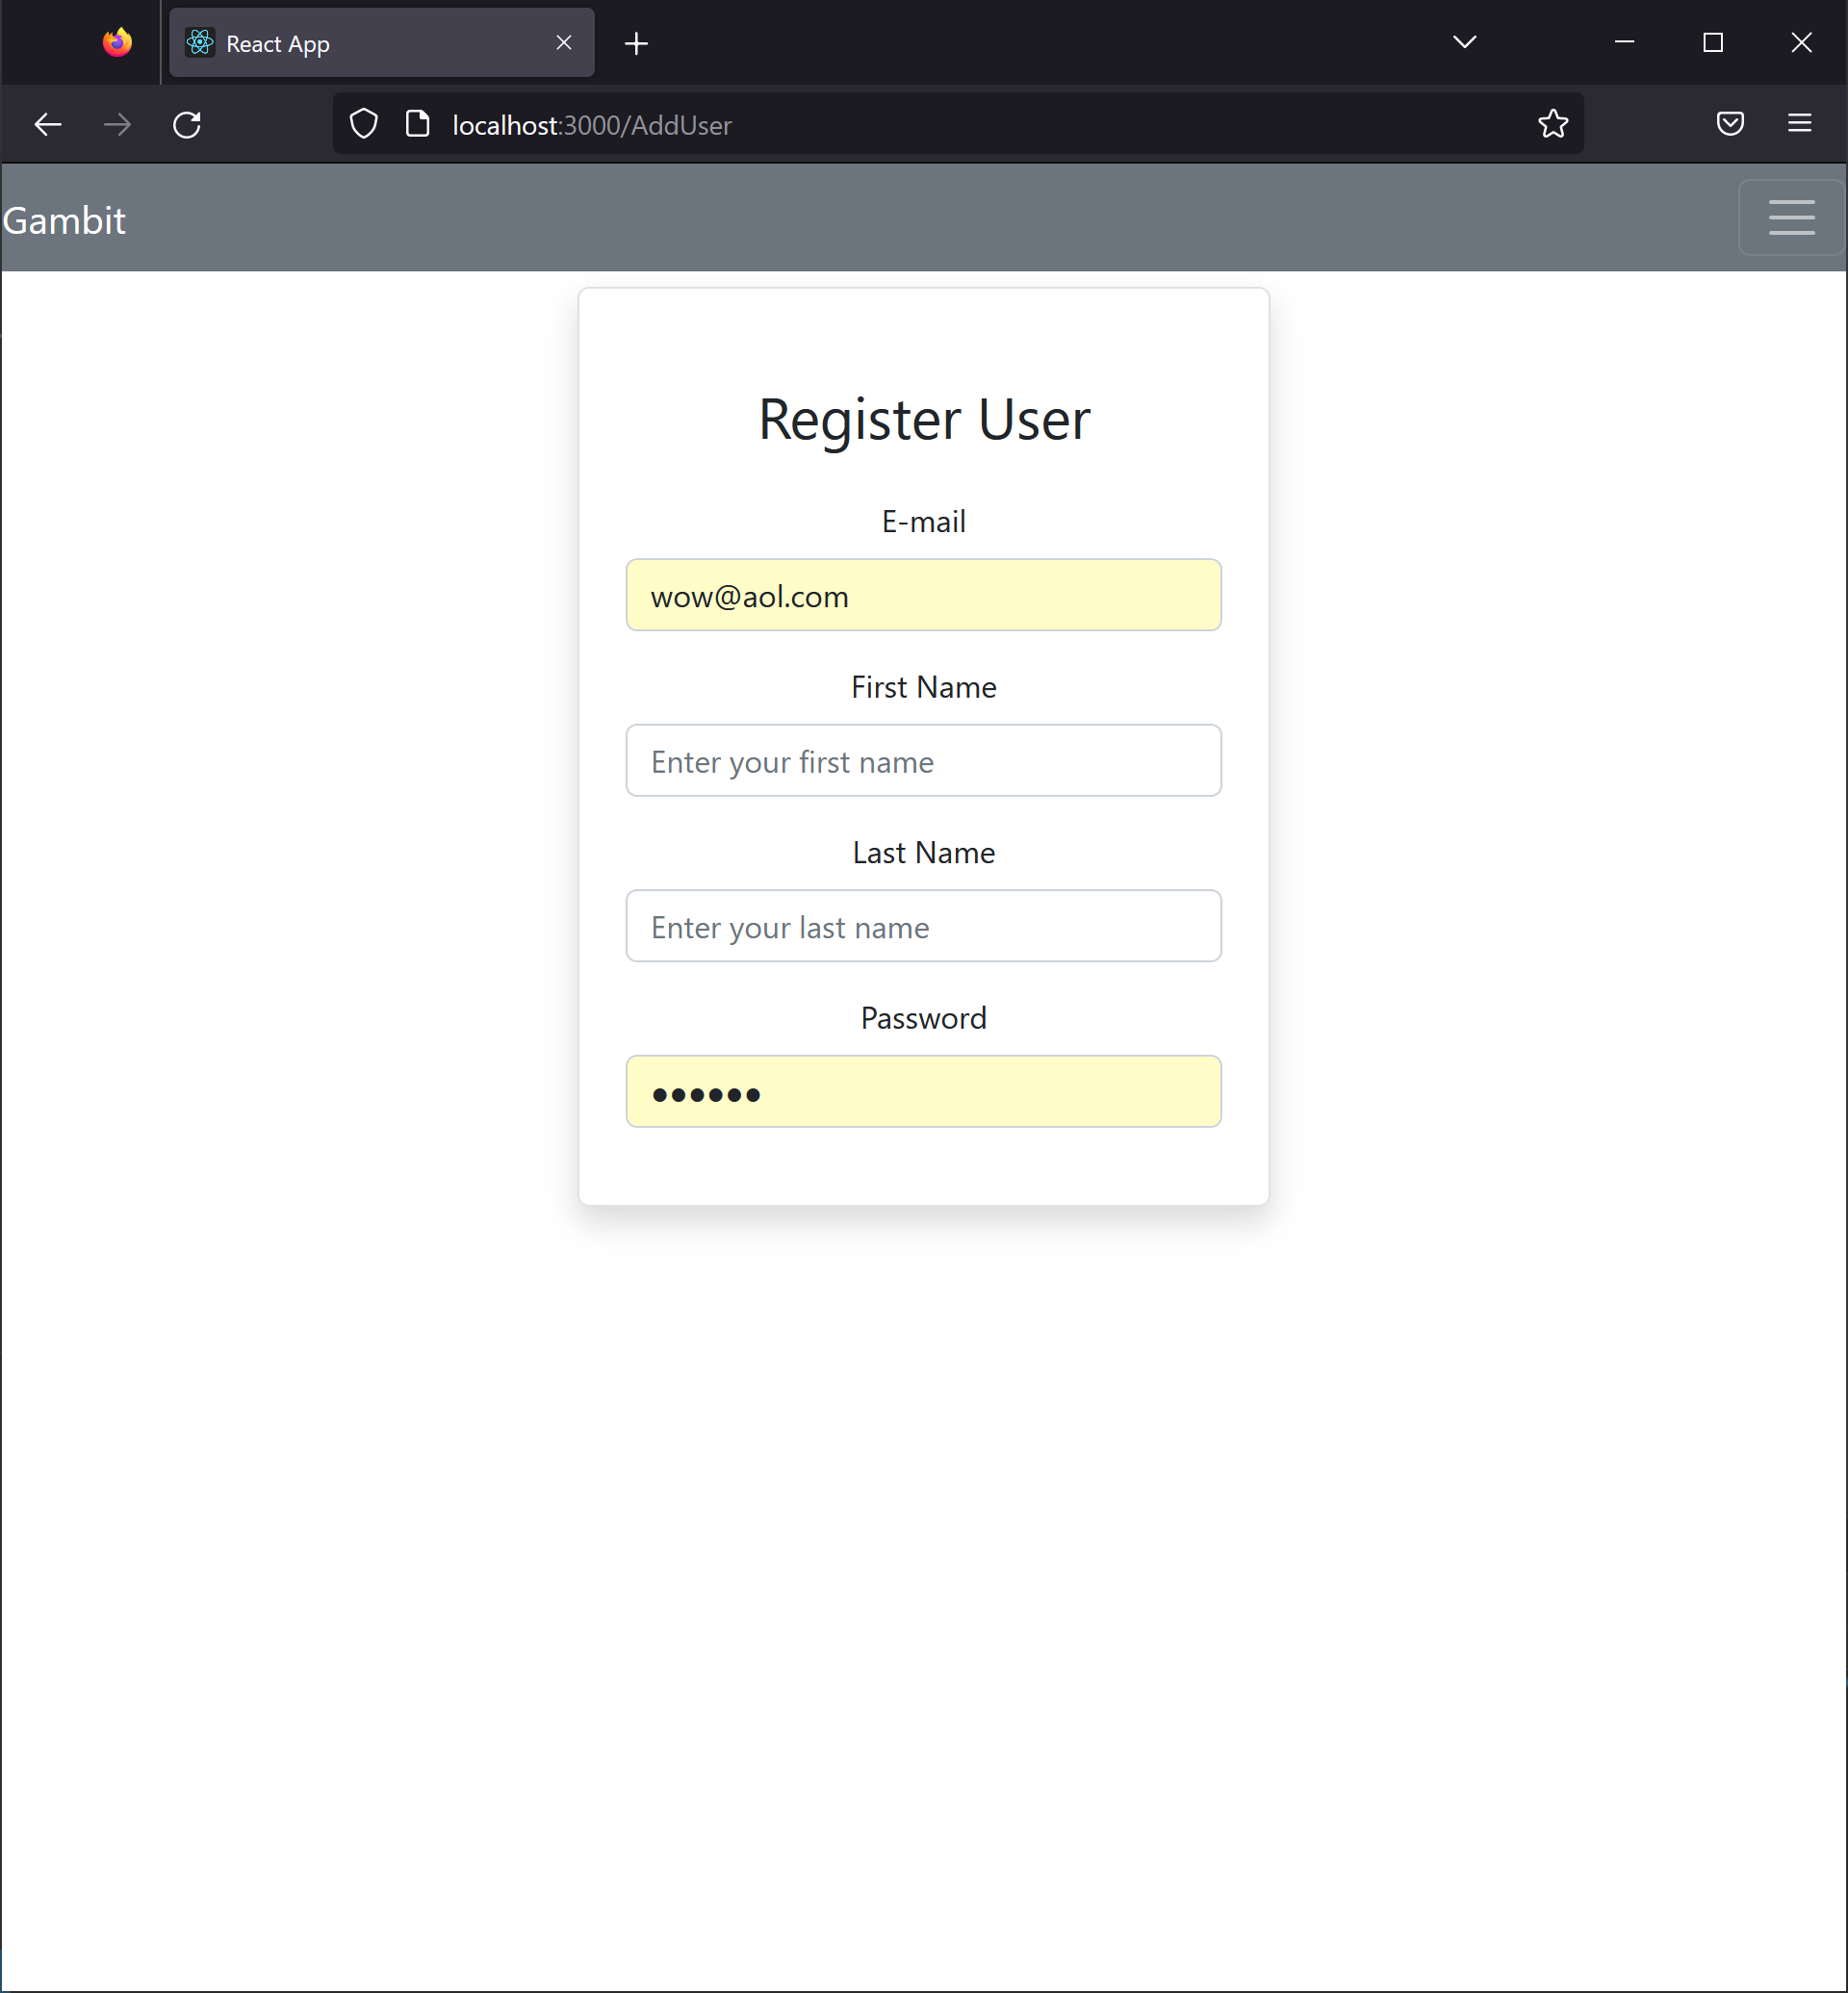 React App
localhost:3000/AddUser
Gambit
Register User
E-mail
wow@aol.com
First Name
Enter your first name
Last Name
Enter your last name
Password
●●●●●●